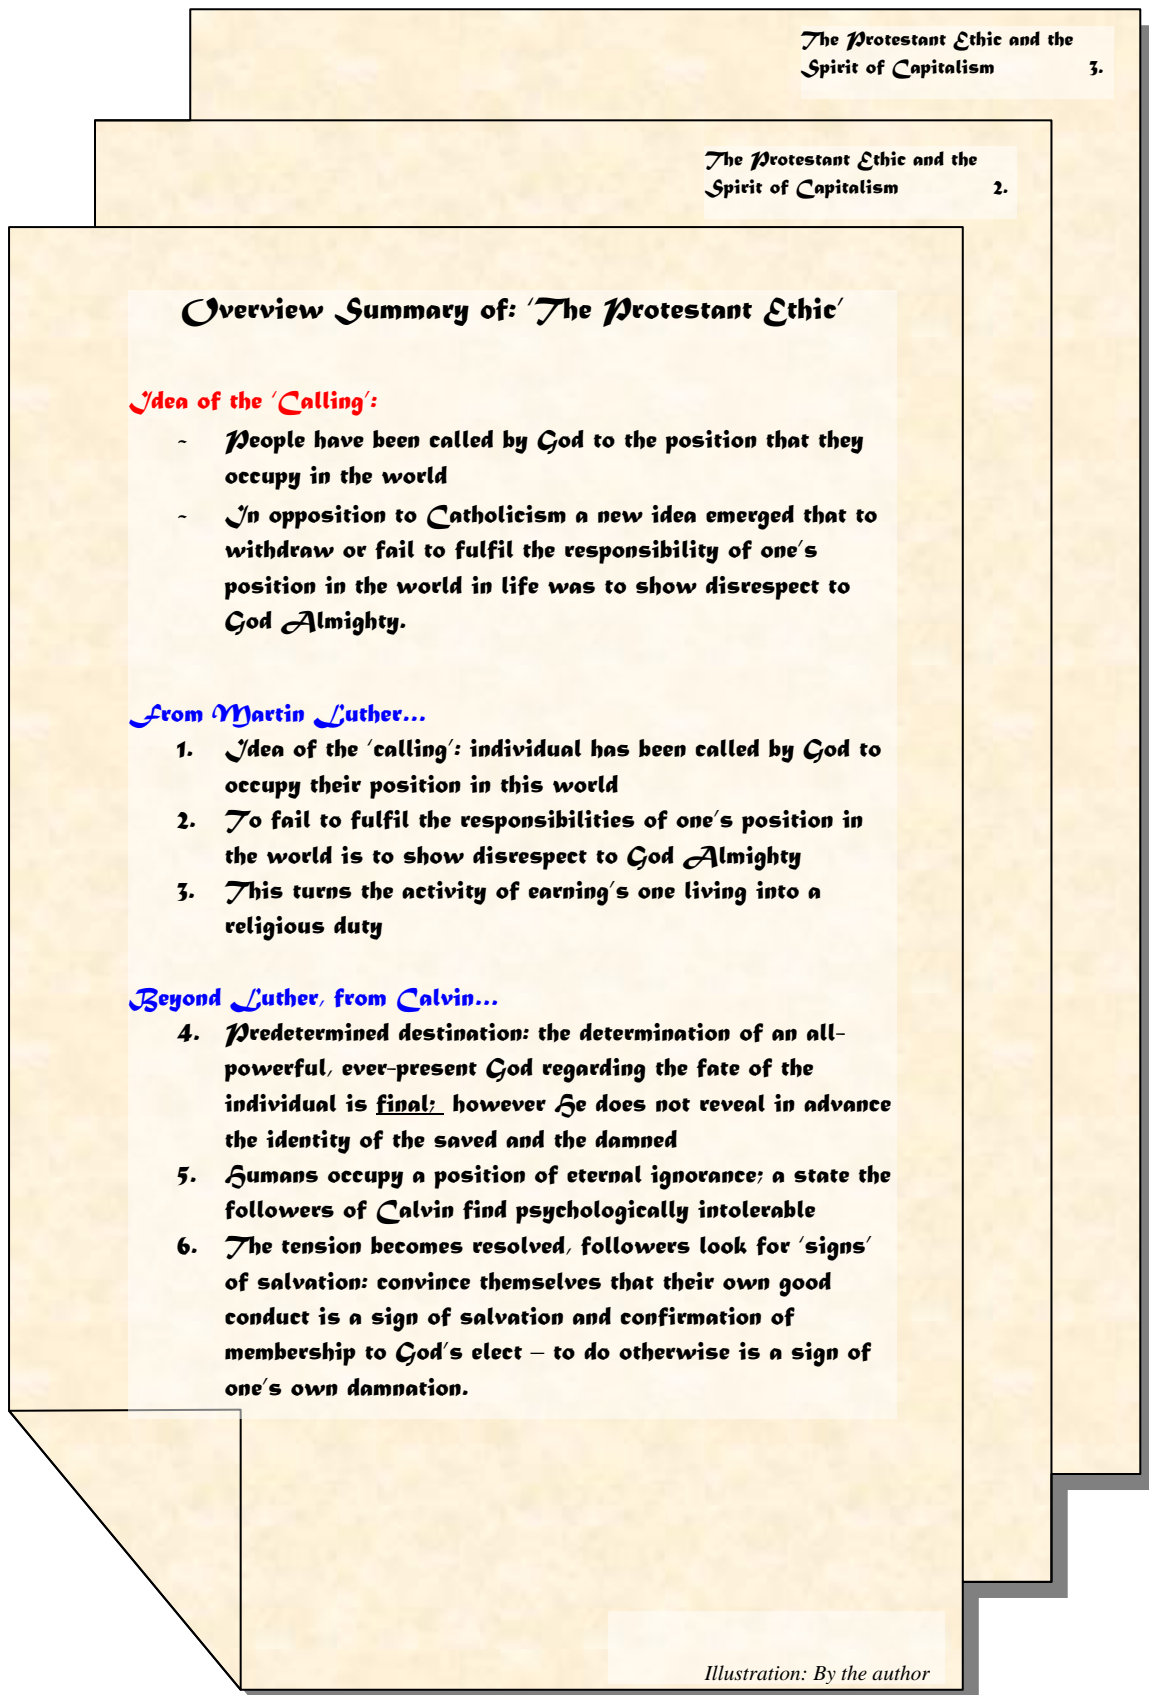 The Protestant Ethic and the
Spirit of Capitalism 3.
The Protestant Ethic and the
Spirit of Capitalism 2.
Overview Summary of: 'The Protestant Ethic'
Idea of the 'Calling':
- People have been called by God to the position that they
occupy in the world
- In opposition to Catholicism a new idea emerged that to
withdraw or fail to fulfil the responsibility of one's
position in the world in life was to show disrespect to
God Almighty.
From Martin Luther...
1. Idea of the 'calling': individual has been called by God to
occupy their position in this world
2. To fail to fulfil the responsibilities of one's position in
the world is to show disrespect to God Almighty
3. This turns the activity of earning's one living into a
religious duty
Beyond Luther, from Calvin...
4. Predetermined destination: the determination of an all-
powerful, ever-present God regarding the fate of the
individual is final; however He does not reveal in advance
the identity of the saved and the damned
5. Humans occupy a position of eternal ignorance; a state the
followers of Calvin find psychologically intolerable
6. The tension becomes resolved, followers look for 'signs'
of salvation: convince themselves that their own good
conduct is a sign of salvation and confirmation of
membership to God's elect – to do otherwise is a sign of
one's own damnation.
Illustration: By the author